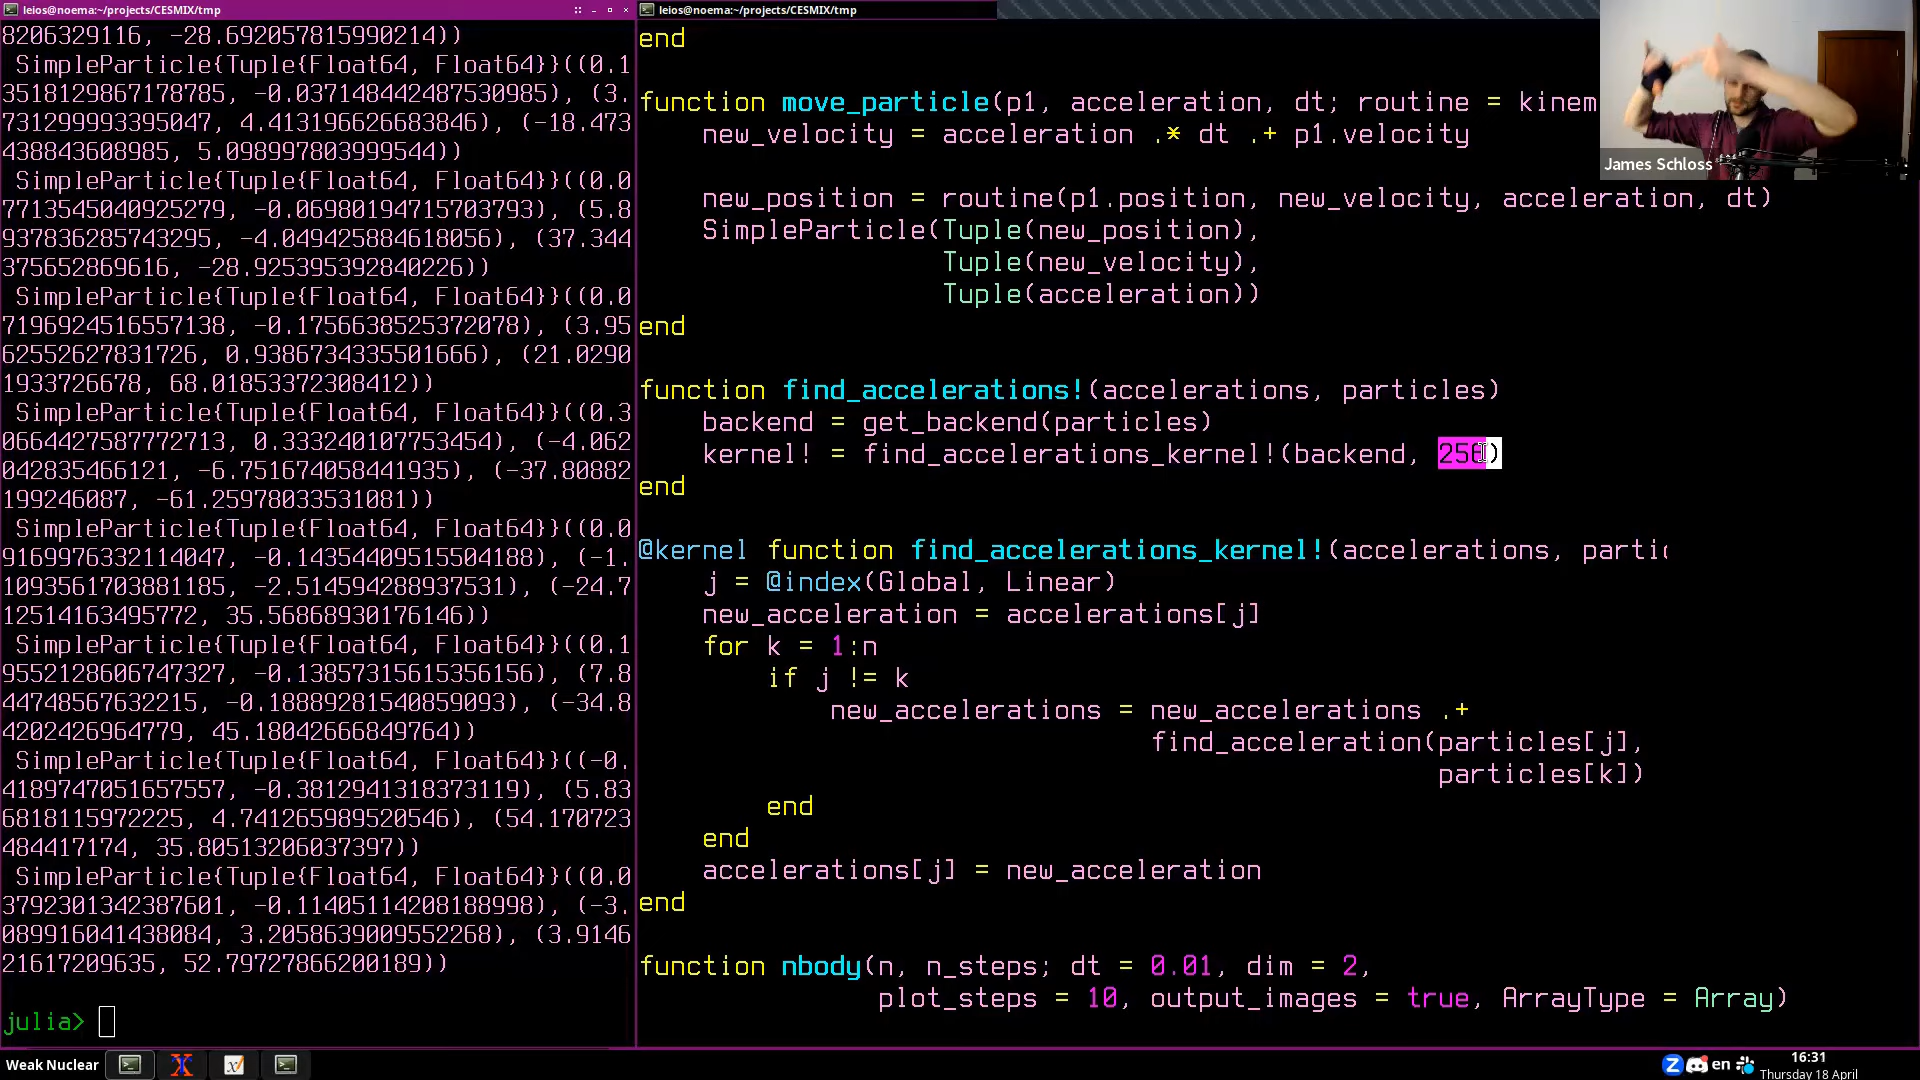 leios@noema:~/projects/CESMIX/tmp
8206329116, -28.692057815990214))
SimpleParticle{Tuple{Float64, Float64}}((0.1
3518129867178785, -0.037148442487530985), (3.
731299993395047, 4.413196626683846), (-18.473
438843608985, 5.0989978039995​44))
SimpleParticle{Tuple{Float64, Float64}}((0.0
7713545040925279, -0.06980194715703793), (5.8
937836285743295, -4.049425884618056), (37.344
375652869616, -28.925395392840226))
SimpleParticle{Tuple{Float64, Float64}}((0.0
7196924516557138, -0.1756638525372078), (3.95
62552627831726, 0.9386734335501666), (21.0290
1933726678, 68.01853372308412))
SimpleParticle{Tuple{Float64, Float64}}((0.3
0664427587772713, 0.333240107753454), (-4.062
042835466121, -6.751674058441935), (-37.80882
199246087, -61.25978033531081))
SimpleParticle{Tuple{Float64, Float64}}((0.0
9169976332114047, -0.14354409515504188), (-1.
1093561703881185, -2.514594288937531), (-24.7
12514163495772, 35.56868930176146))
SimpleParticle{Tuple{Float64, Float64}}((0.1
9552128606747327, -0.1385731561535​6156), (7.8
44748567632215, -0.18892815408​59093), (-34.8
4202426964779, 45.18042666849764))
SimpleParticle{Tuple{Float64, Float64}}((-0.
4189747051657557, -0.3812941318373119), (5.83
6818115972225, 4.741265989520546), (54.170723
484417174, 35.80513206037397))
SimpleParticle{Tuple{Float64, Float64}}((0.0
3792301342387601, -0.11405114208188998), (-3.
089916041438084, 3.2058639009552268), (3.9146
21617209635, 52.79727866200189))
julia>
leios@noema:~/projects/CESMIX/tmp
end
function move_particle(p1, acceleration, dt; routine = kinem
new_velocity = acceleration .* dt .+ p1.velocity
new_position = routine(p1.position, new_velocity, acceleration, dt)
SimpleParticle(Tuple(new_position),
Tuple(new_velocity),
Tuple(acceleration))
end
function find_accelerations!(accelerations, particles)
backend = get_backend(particles)
kernel! = find_accelerations_kernel!(backend, 256)
end
@kernel function find_accelerations_kernel!(accelerations, partic
j = @index(Global, Linear)
new_acceleration = accelerations[j]
for k = 1:n
if j != k
new_accelerations = new_accelerations .+
find_acceleration(particles[j],
particles[k])
end
end
accelerations[j] = new_acceleration
end
function nbody(n, n_steps; dt = 0.01, dim = 2,
plot_steps = 10, output_images = true, ArrayType = Array)
James Schloss
Weak Nuclear
en
16:31
Thursday 18 April